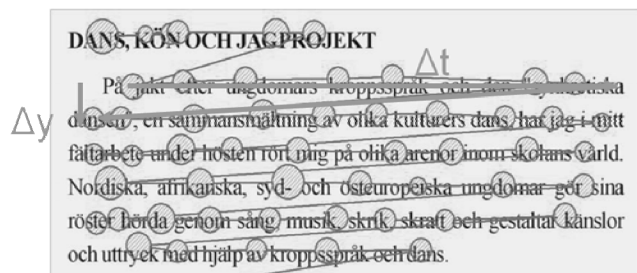 DANS, KÖN OCH JAGPROJEKT
Δt
På jakt efter ungdomars kroppsspråk och den
Δy
dansen, en sammansmältning av olika kulturers dans, har jag i mitt
fältarbete under hösten rört mig på olika arenor inom skolans värld.
Nordiska, afrikanska, syd- och östeuropeiska ungdomar gör sina
röster hörda genom sång, musik, skrik, skratt och gestaltar känslor
och uttryck med hjälp av kroppsspråk och dans.